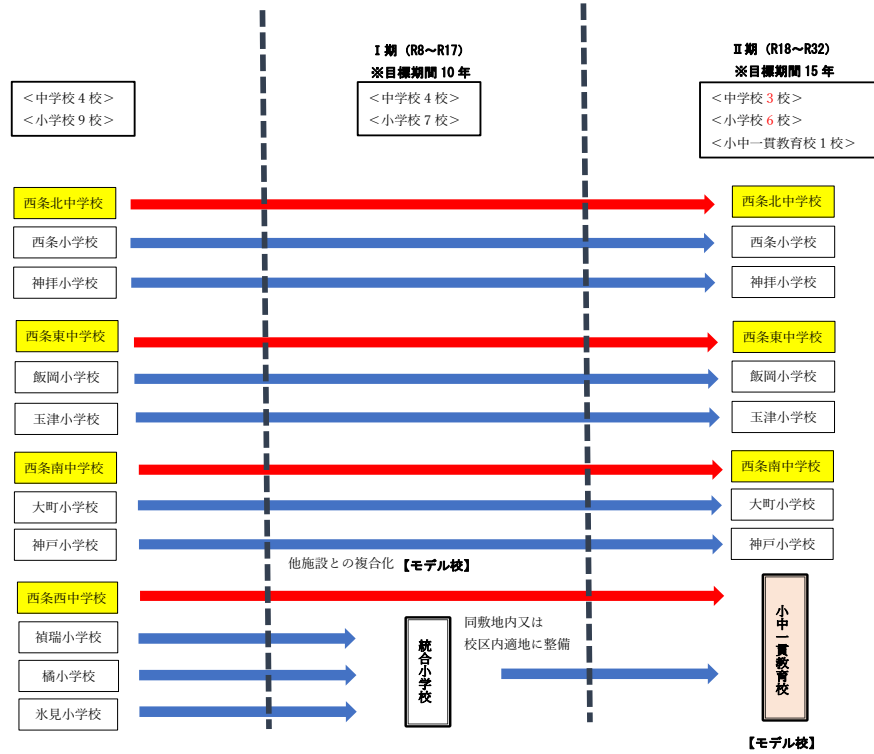 Ⅰ期（R8～R17）
※目標期間 10 年
Ⅱ期（R18～R32）
※目標期間 15 年
＜中学校 4 校＞
＜小学校 9 校＞
＜中学校 4 校＞
＜小学校 7 校＞
＜中学校 3 校＞
＜小学校 6 校＞
＜小中一貫教育校 1 校＞
西条北中学校
西条北中学校
西条小学校
西条小学校
神拝小学校
神拝小学校
西条東中学校
西条東中学校
飯岡小学校
飯岡小学校
玉津小学校
玉津小学校
西条南中学校
西条南中学校
大町小学校
大町小学校
神戸小学校
神戸小学校
他施設との複合化【モデル校】
西条西中学校
禎瑞小学校
橘小学校
氷見小学校
統合小学校
同敷地内又は
校区内適地に整備
小中一貫教育校
【モデル校】